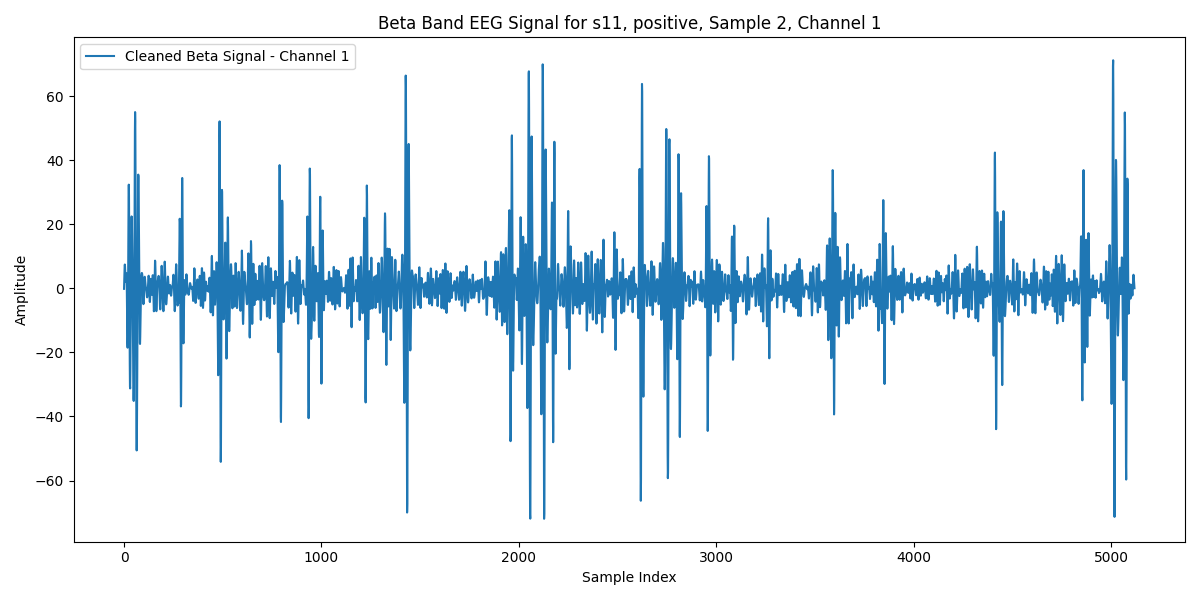 Beta Band EEG Signal for s11, positive, Sample 2, Channel 1
Cleaned Beta Signal - Channel 1
Amplitude
60
40
20
0
−20
−40
−60
0 1000 2000 3000 4000 5000
Sample Index